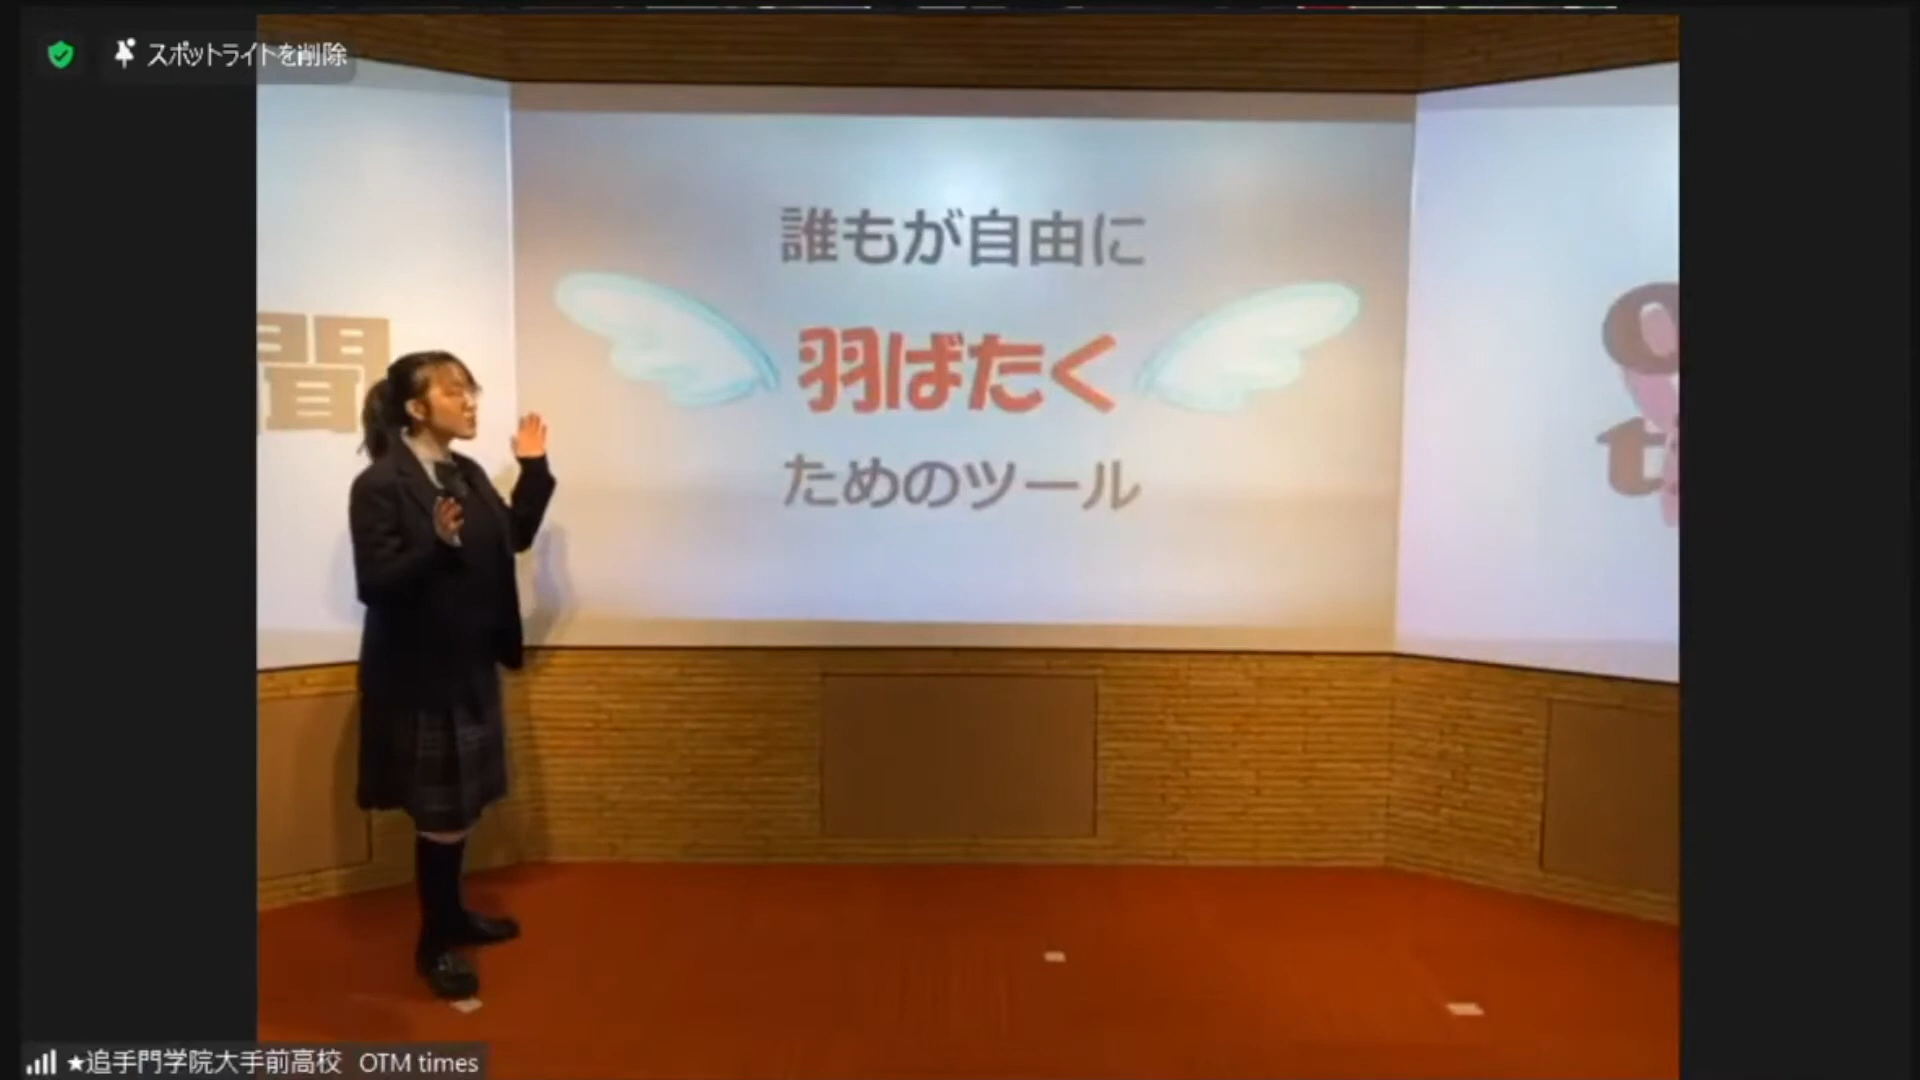 スポットライトを削除
誰もが自由に
羽ばたく
ためのツール
t
★追手門学院大手前高校 OTM times